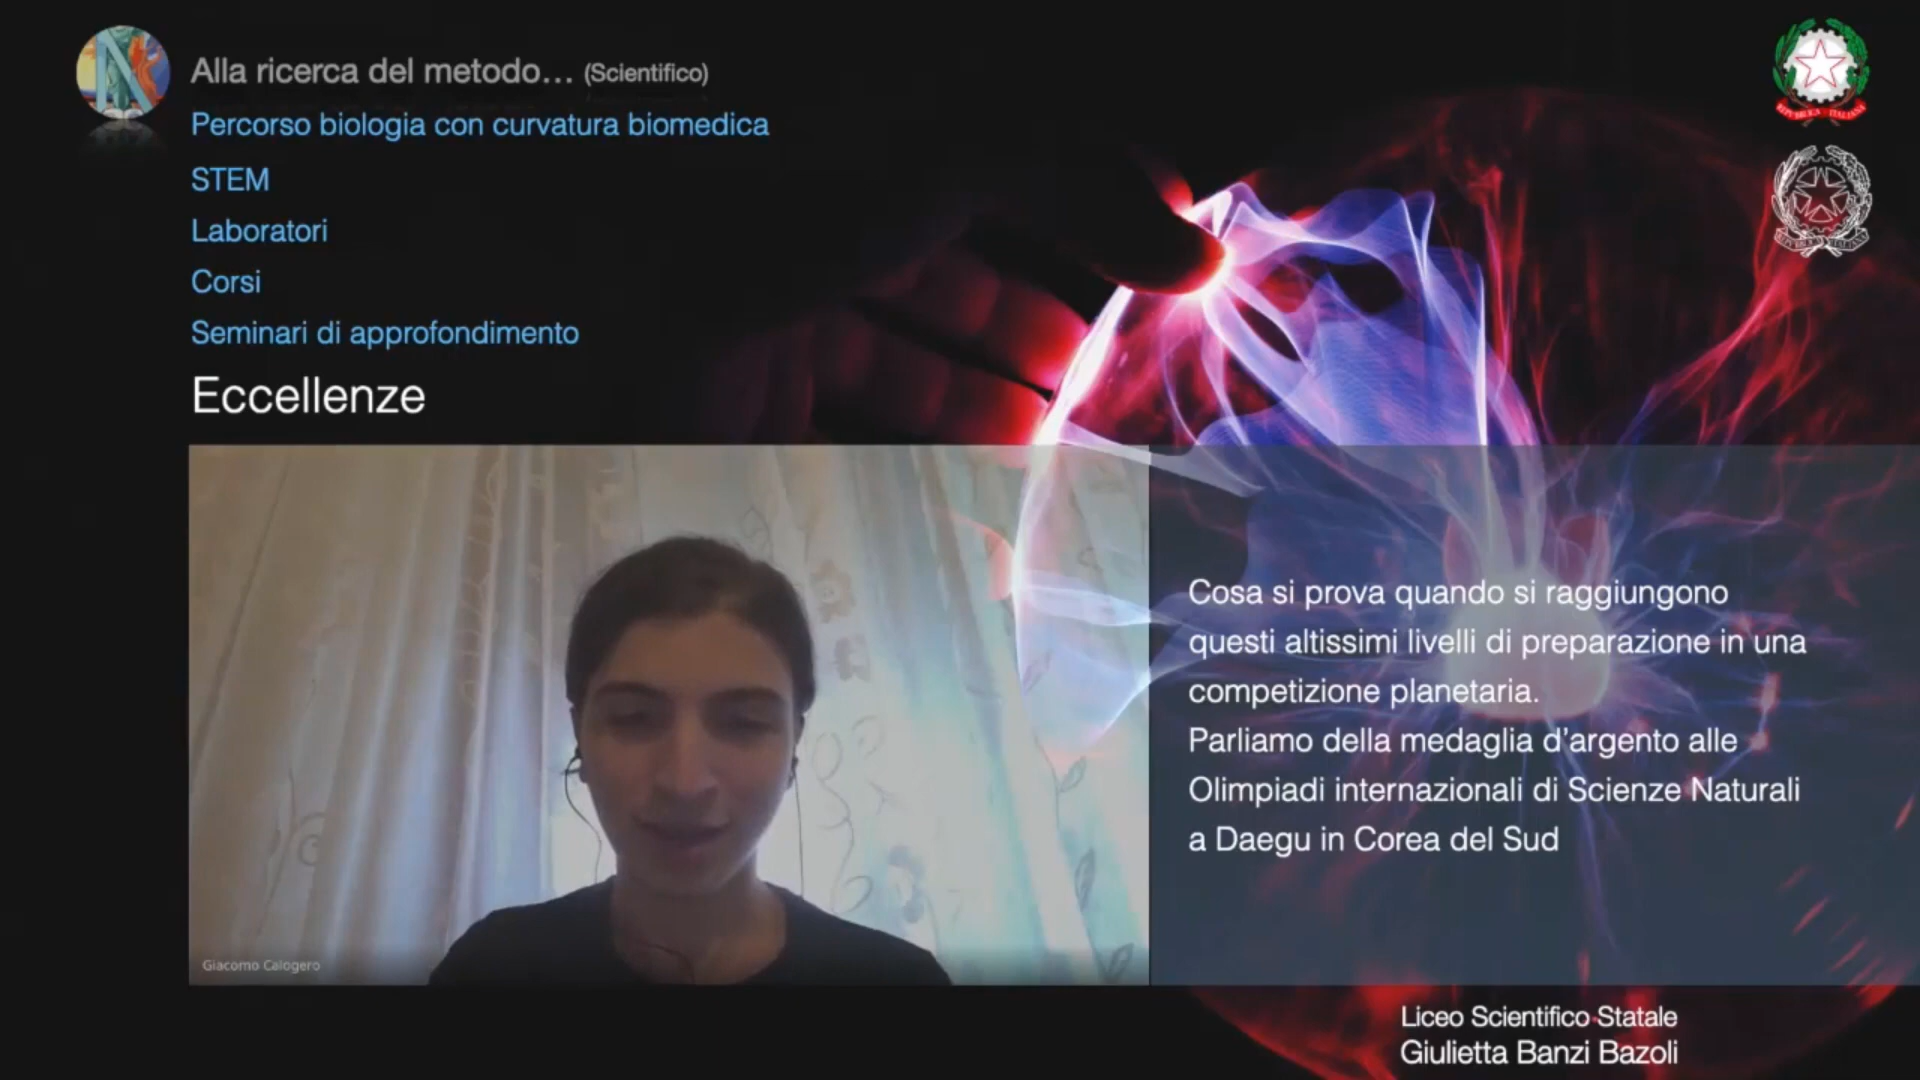 Alla ricerca del metodo... (Scientifico)
Percorso biologia con curvatura biomedica
STEM
Laboratori
Corsi
Seminari di approfondimento
Eccellenze
Cosa si prova quando si raggiungono
questi altissimi livelli di preparazione in una
competizione planetaria.
Parliamo della medaglia d'argento alle
Olimpiadi internazionali di Scienze Naturali
a Daegu in Corea del Sud
Giacomo Calogero
Liceo Scientifico Statale
Giulietta Banzi Bazoli